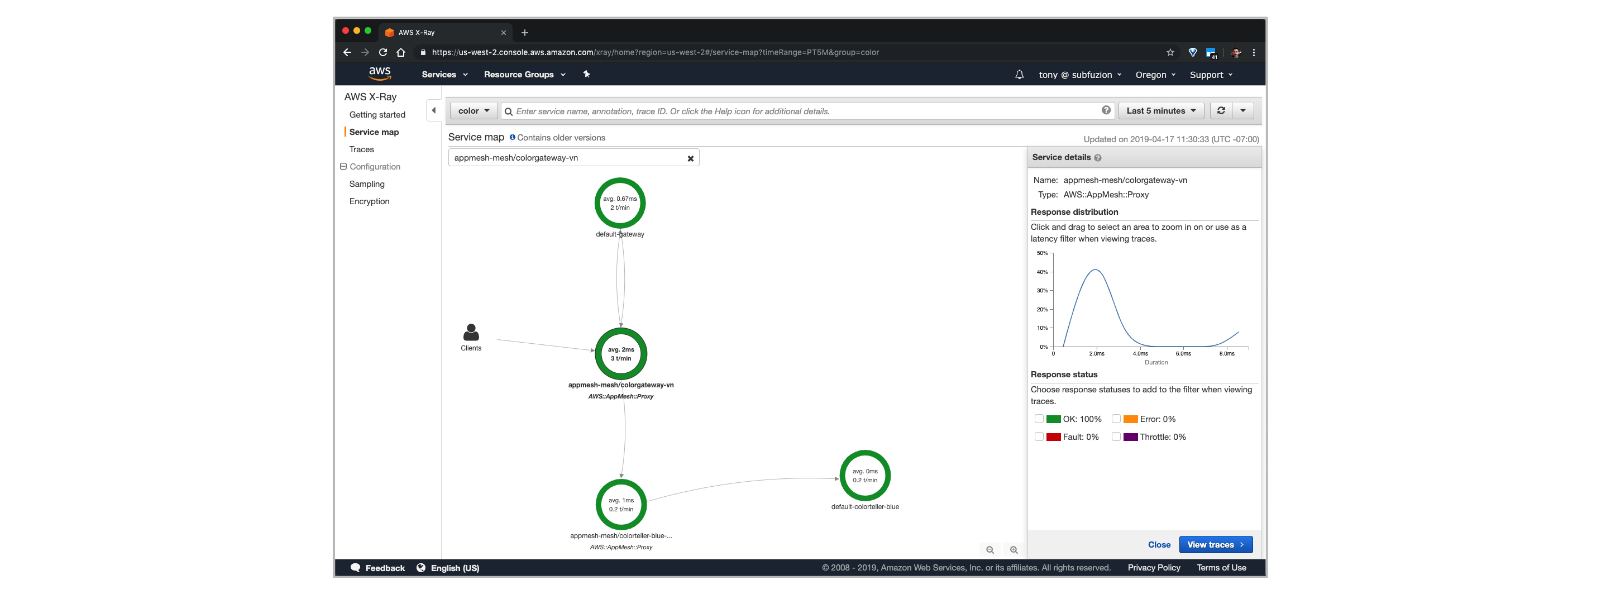 AWS X-Ray
https://us-west-2.console.aws.amazon.com/xray/home?region=us-west-2#/service-map?timeRange=PT5M&group=color
41
aws
Services
Resource Groups
tony @ subfuzion
Oregon
Support
AWS X-Ray
Getting started
Service map
Traces
Configuration
Sampling
Encryption
color
Enter service name, annotation, trace ID. Or click the Help icon for additional details.
Last 5 minutes
Service map
Contains older versions
Updated on 2019-04-17 11:30:33 (UTC -07:00)
appmesh-mesh/colorgateway-vn
avg. 0.67ms
2 t/min
default-gateway
Clients
avg. 2ms
3 t/min
appmesh-mesh/colorgateway-vn
AWS::AppMesh::Proxy
avg. 1ms
0.2 t/min
appmesh-mesh/colorteller-blue-...
AWS::AppMesh::Proxy
avg. 0ms
0.2 t/min
default-colorteller-blue
Service details
Name: appmesh-mesh/colorgateway-vn
Type: AWS::AppMesh::Proxy
Response distribution
Click and drag to select an area to zoom in on or use as a
latency filter when viewing traces.
50%
40%
30%
20%
10%
0%
0
2.0ms
4.0ms
6.0ms
8.0ms
Duration
Response status
Choose response statuses to add to the filter when viewing
traces.
OK: 100%
Error: 0%
Fault: 0%
Throttle: 0%
Close
View traces
Feedback
English (US)
© 2008 - 2019, Amazon Web Services, Inc. or its affiliates. All rights reserved.
Privacy Policy
Terms of Use